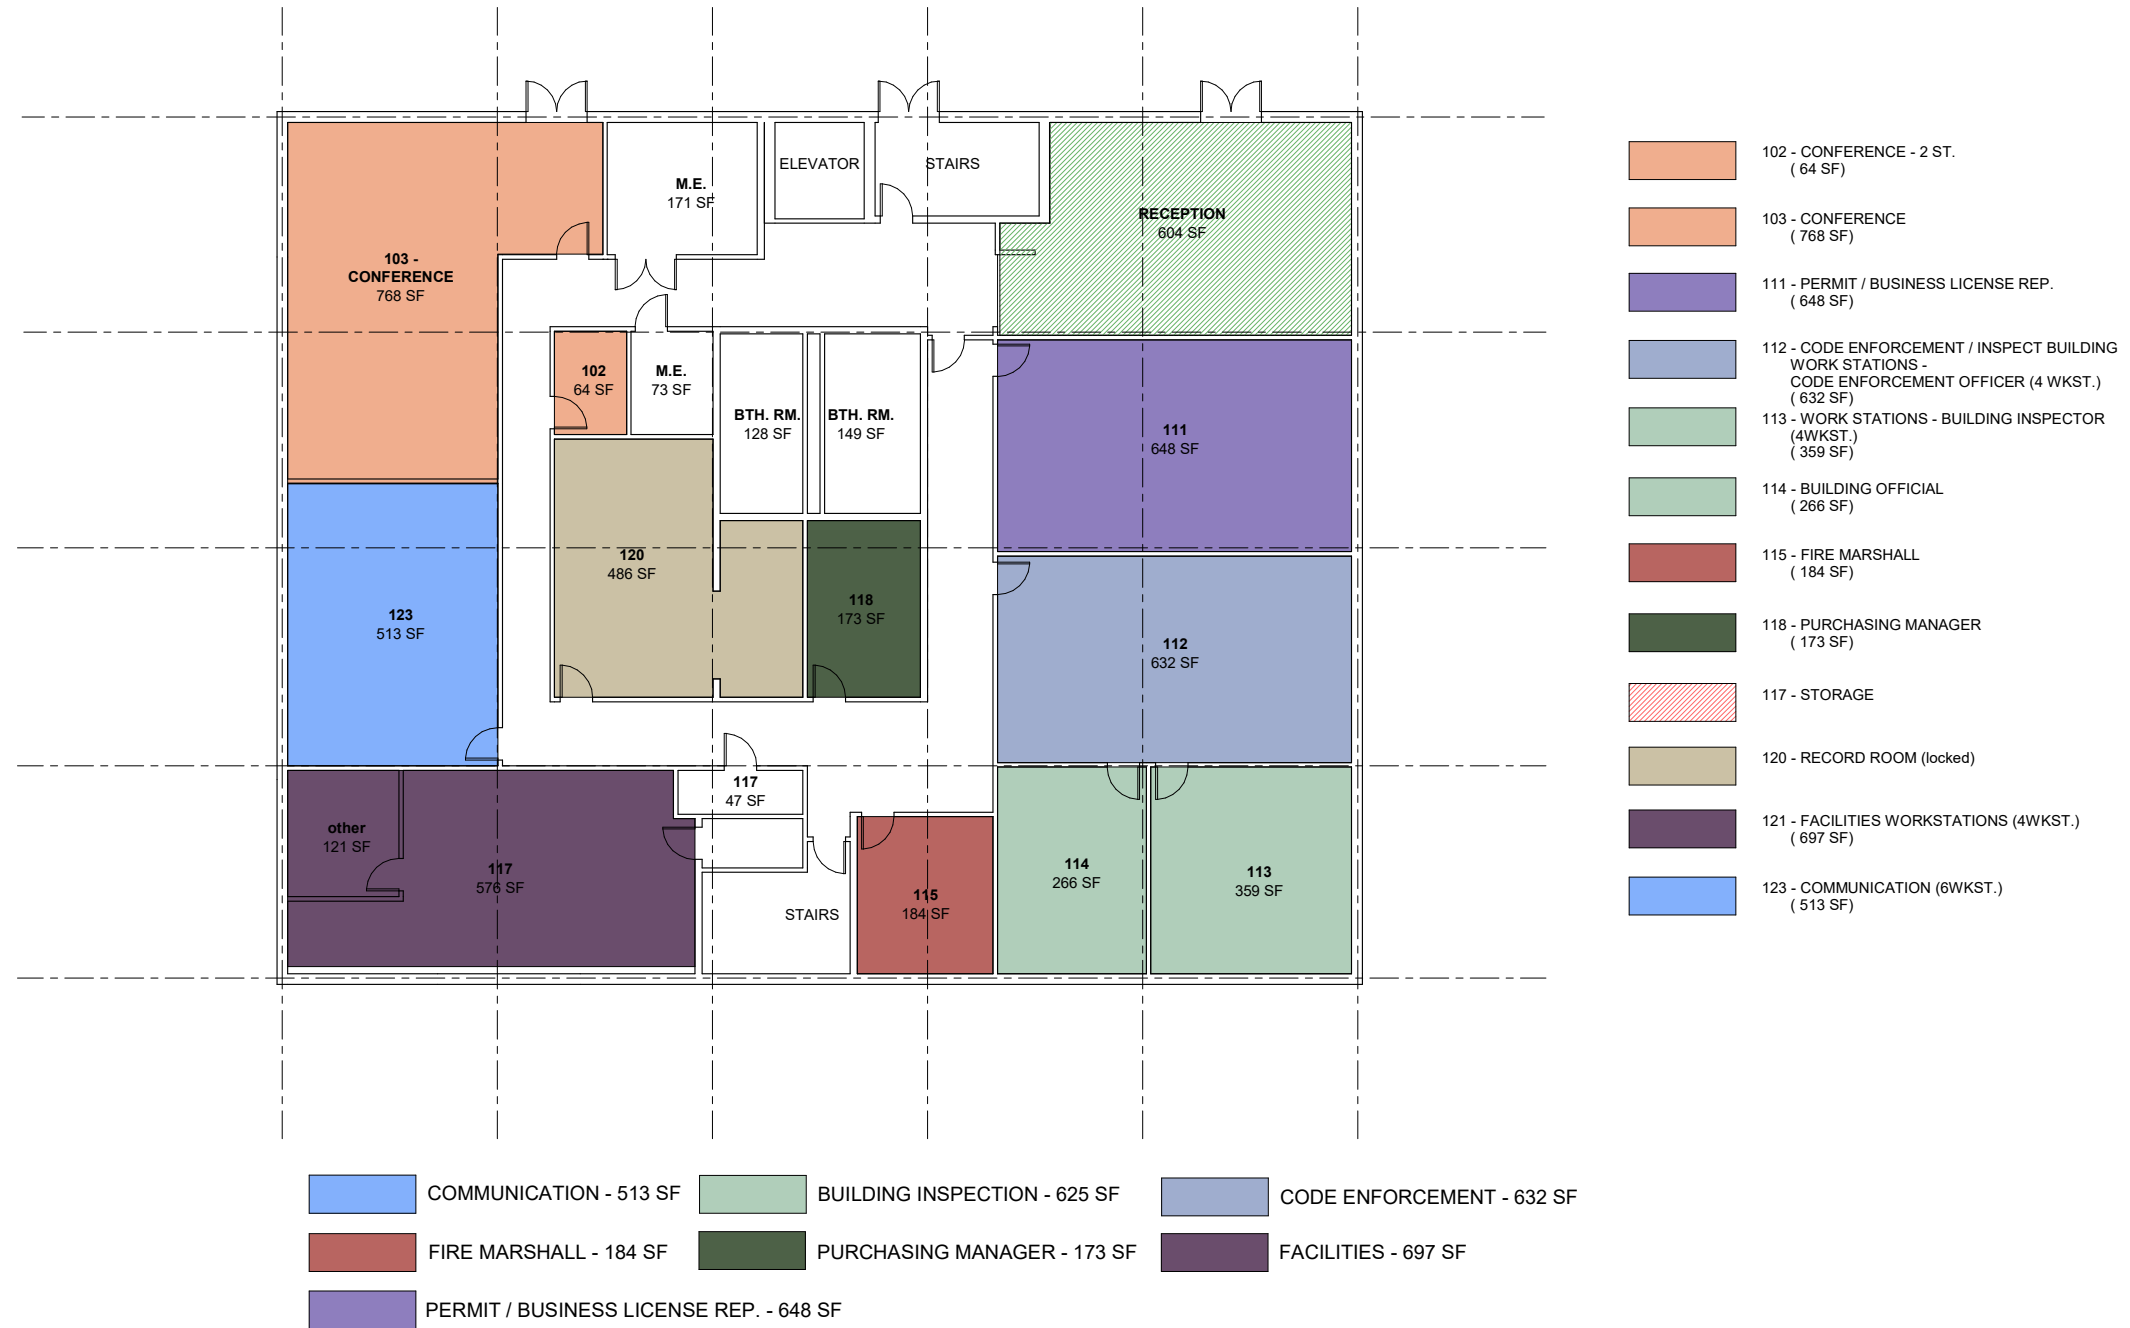 ELEVATOR
STAIRS
M.E.
171 SF
RECEPTION
604 SF
103 -
CONFERENCE
768 SF
102
64 SF
M.E.
73 SF
BTH. RM.
128 SF
BTH. RM.
149 SF
111
648 SF
120
486 SF
118
173 SF
123
513 SF
112
632 SF
117
47 SF
other
121 SF
117
576 SF
STAIRS
115
184 SF
114
266 SF
113
359 SF
102 - CONFERENCE - 2 ST.
( 64 SF)
103 - CONFERENCE
( 768 SF)
111 - PERMIT / BUSINESS LICENSE REP.
( 648 SF)
112 - CODE ENFORCEMENT / INSPECT BUILDING
WORK STATIONS -
CODE ENFORCEMENT OFFICER (4 WKST.)
( 632 SF)
113 - WORK STATIONS - BUILDING INSPECTOR
(4WKST.)
( 359 SF)
114 - BUILDING OFFICIAL
( 266 SF)
115 - FIRE MARSHALL
( 184 SF)
118 - PURCHASING MANAGER
( 173 SF)
117 - STORAGE
120 - RECORD ROOM (locked)
121 - FACILITIES WORKSTATIONS (4WKST.)
( 697 SF)
123 - COMMUNICATION (6WKST.)
( 513 SF)
COMMUNICATION - 513 SF
BUILDING INSPECTION - 625 SF
CODE ENFORCEMENT - 632 SF
FIRE MARSHALL - 184 SF
PURCHASING MANAGER - 173 SF
FACILITIES - 697 SF
PERMIT / BUSINESS LICENSE REP. - 648 SF